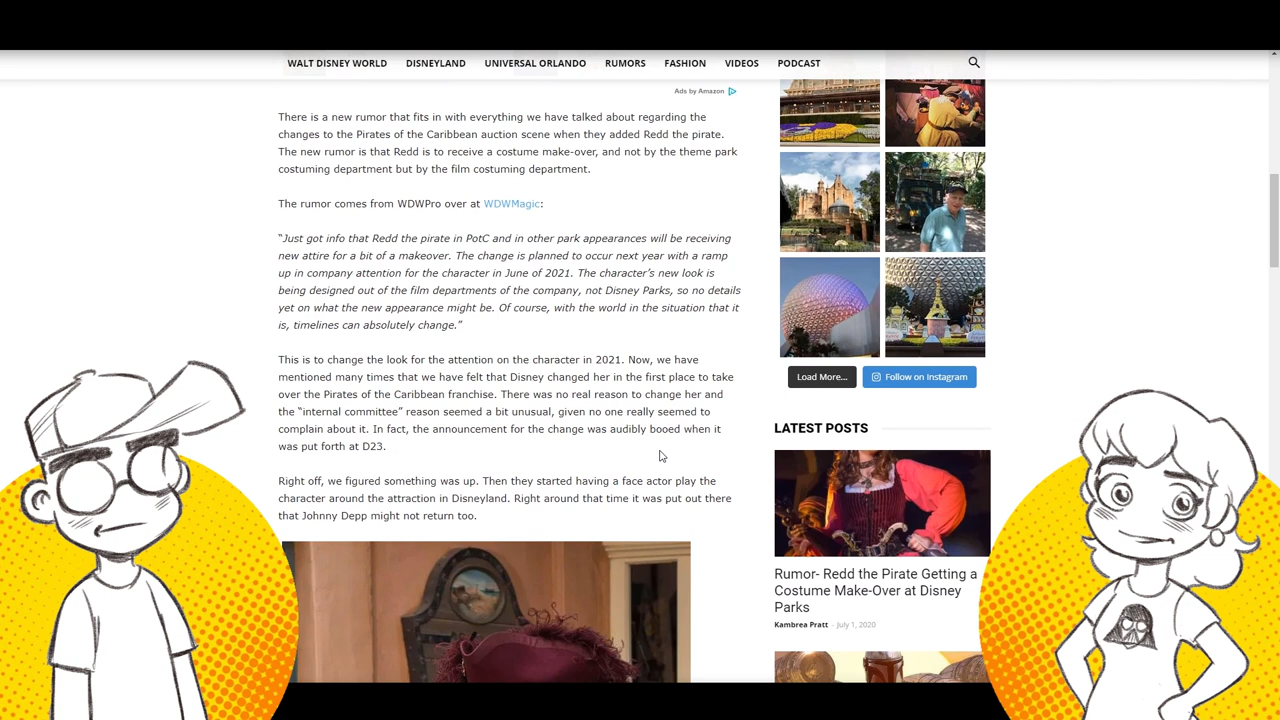 WALT DISNEY WORLD
DISNEYLAND
UNIVERSAL ORLANDO
RUMORS
FASHION
VIDEOS
PODCAST
Ads by Amazon
There is a new rumor that fits in with everything we have talked about regarding the
changes to the Pirates of the Caribbean auction scene when they added Redd the pirate.
The new rumor is that Redd is to receive a costume make-over, and not by the theme park
costuming department but by the film costuming department.
The rumor comes from WDWPro over at WDWMagic:
“Just got info that Redd the pirate in PotC and in other park appearances will be receiving
new attire for a bit of a makeover. The change is planned to occur next year with a ramp
up in company attention for the character in June of 2021. The character’s new look is
being designed out of the film departments of the company, not Disney Parks, so no details
yet on what the new appearance might be. Of course, with the world in the situation that it
is, timelines can absolutely change.”
This is to change the look for the attention on the character in 2021. Now, we have
mentioned many times that we have felt that Disney changed her in the first place to take
over the Pirates of the Caribbean franchise. There was no real reason to change her and
the “internal committee” reason seemed a bit unusual, given no one really seemed to
complain about it. In fact, the announcement for the change was audibly booed when it
was put forth at D23.
Right off, we figured something was up. Then they started having a face actor play the
character around the attraction in Disneyland. Right around that time it was put out there
that Johnny Depp might not return too.
Load More...
Follow on Instagram
LATEST POSTS
Rumor- Redd the Pirate Getting a
Costume Make-Over at Disney
Parks
Kambrea Pratt - July 1, 2020